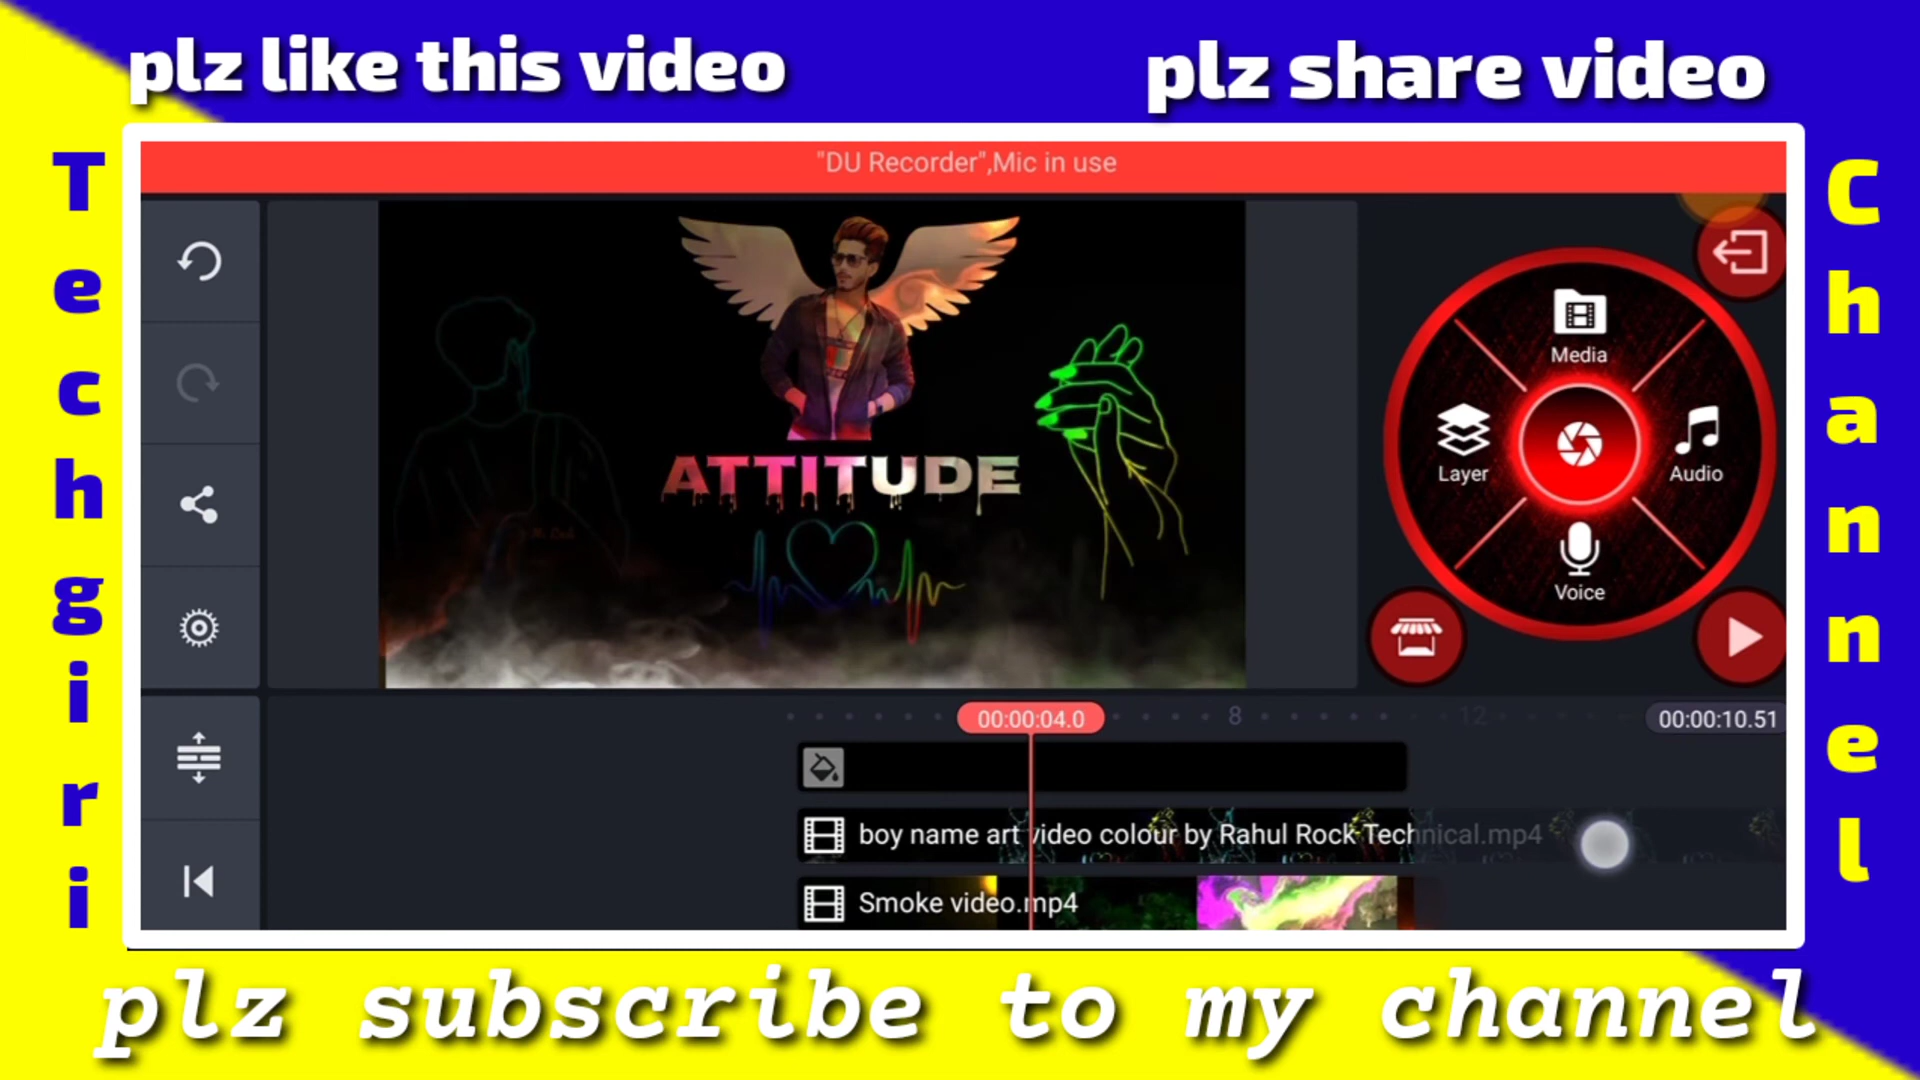 plz like this video
plz share video
Techgiri
Channel
"DU Recorder",Mic in use
Media
Layer
Audio
Voice
ATTITUDE
00:00:04.0
8
12
00:00:10.51
boy name art video colour by Rahul Rock Technical.mp4
Smoke video.mp4
plz subscribe to my channel